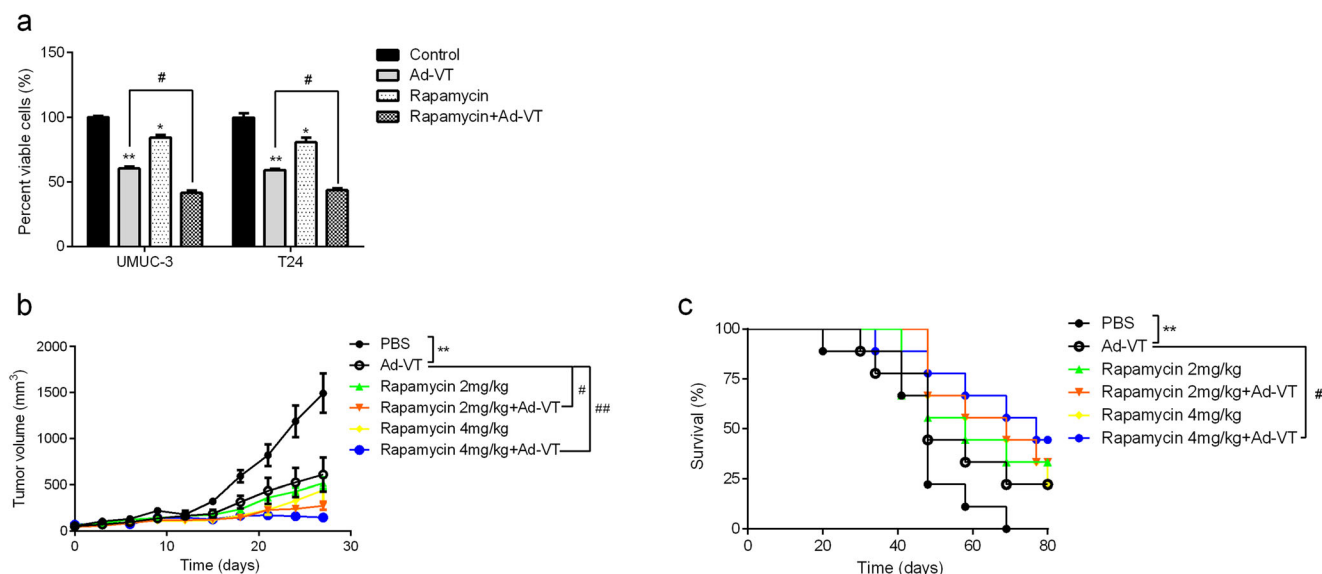 a
150
100
50
0
Percent viable cells (%)
#
#
**
*
**
*
UMUC-3
T24
Control
Ad-VT
Rapamycin
Rapamycin+Ad-VT
b
2000
1500
1000
500
0
Tumor volume (mm3)
0
10
20
30
Time (days)
PBS
Ad-VT
Rapamycin 2mg/kg
Rapamycin 2mg/kg+Ad-VT
Rapamycin 4mg/kg
Rapamycin 4mg/kg+Ad-VT
**
#
##
c
100
75
50
25
0
Survival (%)
20
40
60
80
Time (days)
PBS
Ad-VT
Rapamycin 2mg/kg
Rapamycin 2mg/kg+Ad-VT
Rapamycin 4mg/kg
Rapamycin 4mg/kg+Ad-VT
**
#